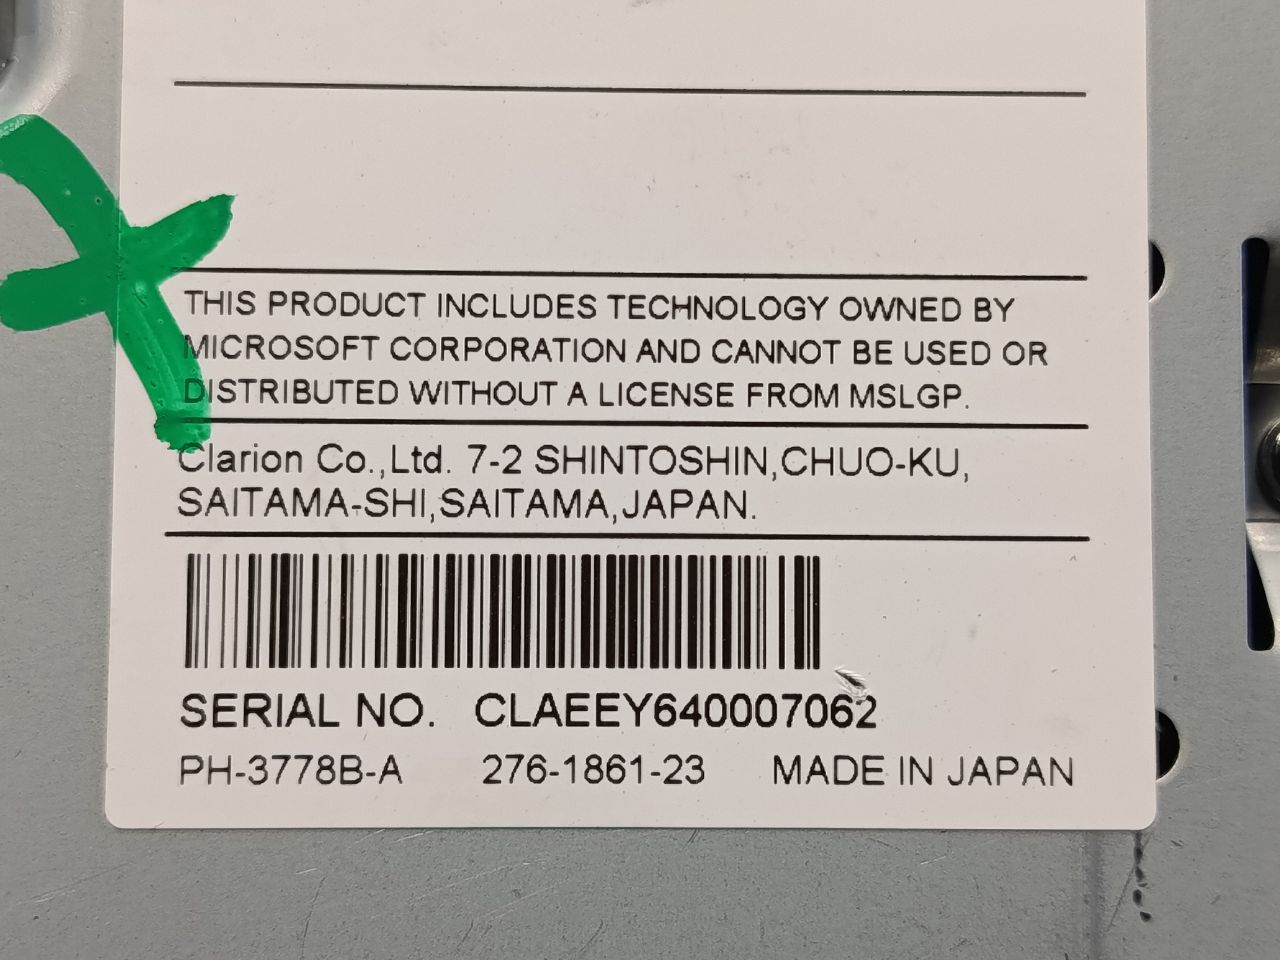 THIS PRODUCT INCLUDES TECHNOLOGY OWNED BY
MICROSOFT CORPORATION AND CANNOT BE USED OR
DISTRIBUTED WITHOUT A LICENSE FROM MSLGP.
Clarion Co.,Ltd. 7-2 SHINTOSHIN,CHUO-KU,
SAITAMA-SHI,SAITAMA,JAPAN.
SERIAL NO. CLAEEY640007062
PH-3778B-A 276-1861-23 MADE IN JAPAN